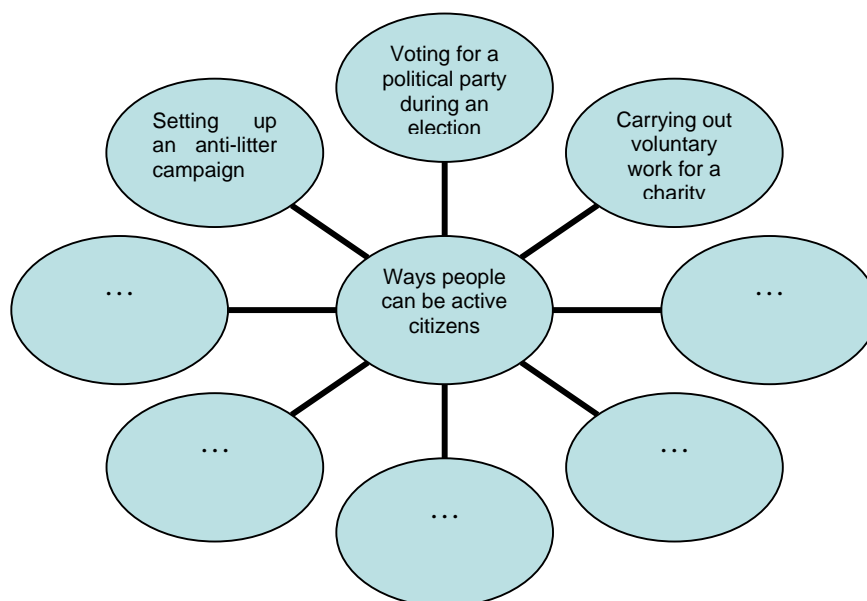 Voting for a
political party
during an
election
Setting up
an anti-litter
campaign
Carrying out
voluntary
work for a
charity
…
Ways people
can be active
citizens
…
…
…
…